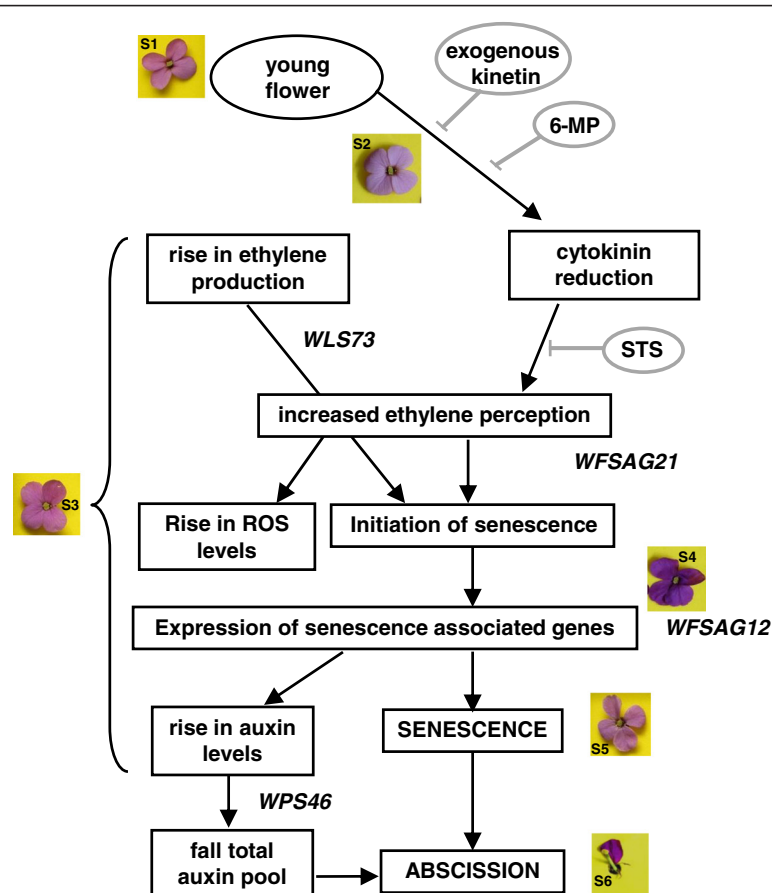 S1
young
flower
exogenous
kinetin
6-MP
S2
rise in ethylene
production
cytokinin
reduction
WLS73
STS
increased ethylene perception
WFSAG21
S3
Rise in ROS
levels
Initiation of senescence
S4
Expression of senescence associated genes
WFSAG12
rise in auxin
levels
SENESCENCE
S5
WPS46
fall total
auxin pool
ABSCISSION
S6